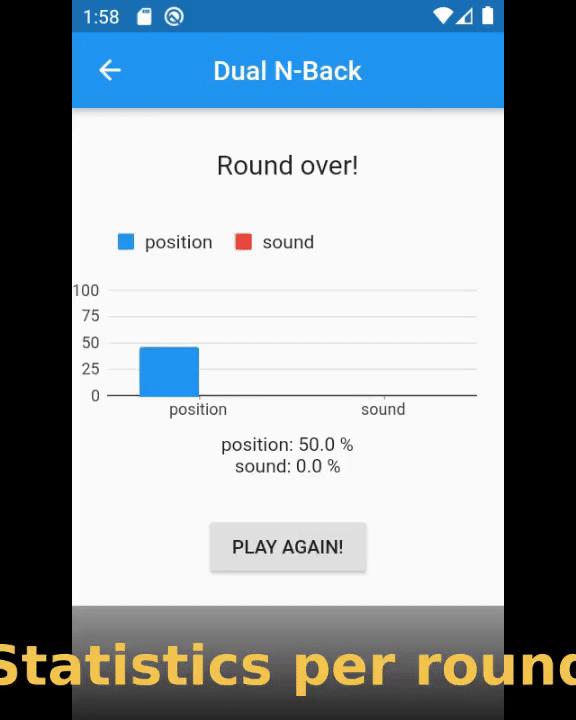 1:58
Dual N-Back
Round over!
position sound
100
75
50
25
0
position sound
position: 50.0 %
sound: 0.0 %
PLAY AGAIN!
Statistics per round